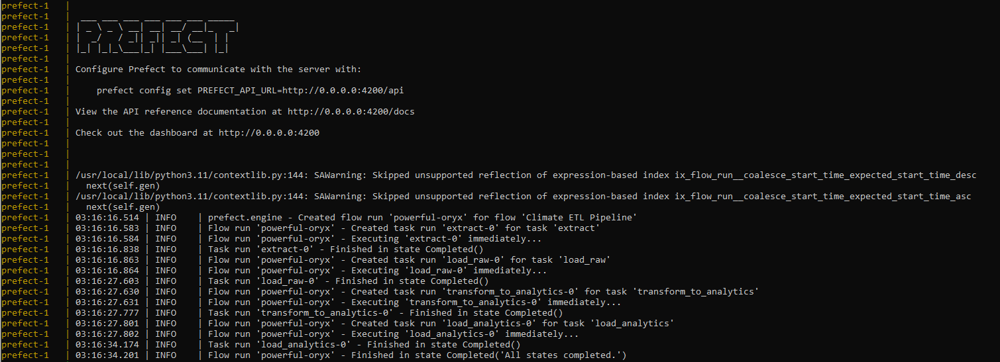 prefect-1   |
prefect-1   |  ___ ___ ___ ___ ___ ___ _____
prefect-1   | | _ \ _ \ __| __| __/ __|_   _|
prefect-1   | |  _/   / _|| _|| _| (__  | |
prefect-1   | |_| |_|_\___|_| |___\___| |_|
prefect-1   |
prefect-1   | Configure Prefect to communicate with the server with:
prefect-1   |
prefect-1   |     prefect config set PREFECT_API_URL=http://0.0.0.0:4200/api
prefect-1   |
prefect-1   | View the API reference documentation at http://0.0.0.0:4200/docs
prefect-1   |
prefect-1   | Check out the dashboard at http://0.0.0.0:4200
prefect-1   |
prefect-1   |
prefect-1   |
prefect-1   | /usr/local/lib/python3.11/contextlib.py:144: SAWarning: Skipped unsupported reflection of expression-based index ix_flow_run__coalesce_start_time_expected_start_time_desc
prefect-1   |   next(self.gen)
prefect-1   | /usr/local/lib/python3.11/contextlib.py:144: SAWarning: Skipped unsupported reflection of expression-based index ix_flow_run__coalesce_start_time_expected_start_time_asc
prefect-1   |   next(self.gen)
prefect-1   | 03:16:16.514 | INFO    | prefect.engine - Created flow run 'powerful-oryx' for flow 'Climate ETL Pipeline'
prefect-1   | 03:16:16.583 | INFO    | Flow run 'powerful-oryx' - Created task run 'extract-0' for task 'extract'
prefect-1   | 03:16:16.584 | INFO    | Flow run 'powerful-oryx' - Executing 'extract-0' immediately...
prefect-1   | 03:16:16.838 | INFO    | Task run 'extract-0' - Finished in state Completed()
prefect-1   | 03:16:16.863 | INFO    | Flow run 'powerful-oryx' - Created task run 'load_raw-0' for task 'load_raw'
prefect-1   | 03:16:16.864 | INFO    | Flow run 'powerful-oryx' - Executing 'load_raw-0' immediately...
prefect-1   | 03:16:27.603 | INFO    | Task run 'load_raw-0' - Finished in state Completed()
prefect-1   | 03:16:27.630 | INFO    | Flow run 'powerful-oryx' - Created task run 'transform_to_analytics-0' for task 'transform_to_analytics'
prefect-1   | 03:16:27.631 | INFO    | Flow run 'powerful-oryx' - Executing 'transform_to_analytics-0' immediately...
prefect-1   | 03:16:27.777 | INFO    | Task run 'transform_to_analytics-0' - Finished in state Completed()
prefect-1   | 03:16:27.801 | INFO    | Flow run 'powerful-oryx' - Created task run 'load_analytics-0' for task 'load_analytics'
prefect-1   | 03:16:27.802 | INFO    | Flow run 'powerful-oryx' - Executing 'load_analytics-0' immediately...
prefect-1   | 03:16:34.174 | INFO    | Task run 'load_analytics-0' - Finished in state Completed()
prefect-1   | 03:16:34.201 | INFO    | Flow run 'powerful-oryx' - Finished in state Completed('All states completed.')